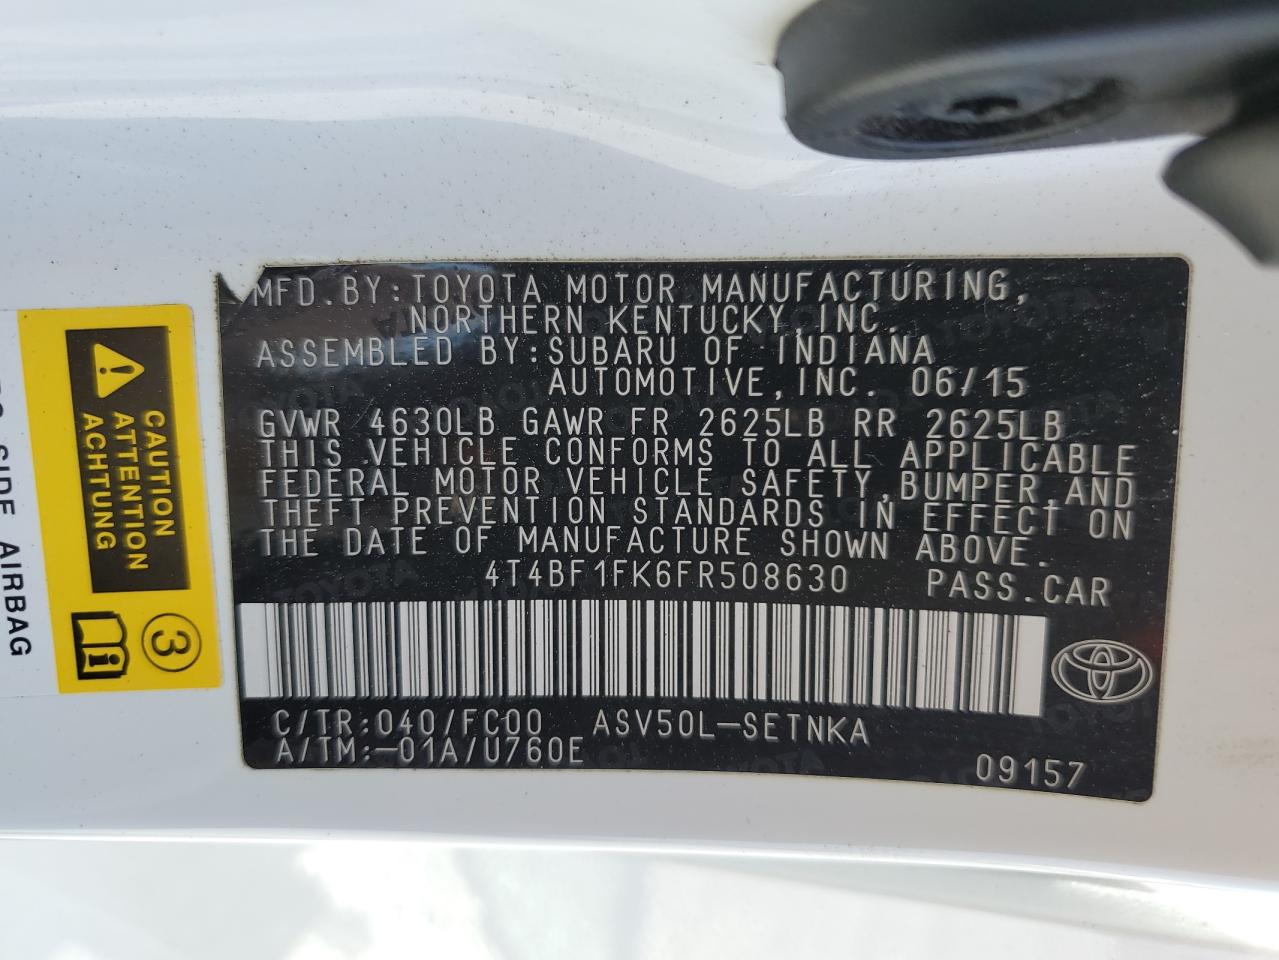 MFD.BY:TOYOTA MOTOR MANUFACTURING,
NORTHERN KENTUCKY,INC.
ASSEMBLED BY:SUBARU OF INDIANA
AUTOMOTIVE,INC. 06/15
GVWR 4630LB GAWR FR 2625LB RR 2625LB
THIS VEHICLE CONFORMS TO ALL APPLICABLE
FEDERAL MOTOR VEHICLE SAFETY,BUMPER,AND
THEFT PREVENTION STANDARDS IN EFFECT ON
THE DATE OF MANUFACTURE SHOWN ABOVE.
4T4BF1FK6FR508630 PASS.CAR
C/TR:040/FC00 ASV50L-SETNKA
A/TM:-01A/U760E
09157
CAUTION
ATTENTION
ACHTUNG
3
SIDE AIRBAG